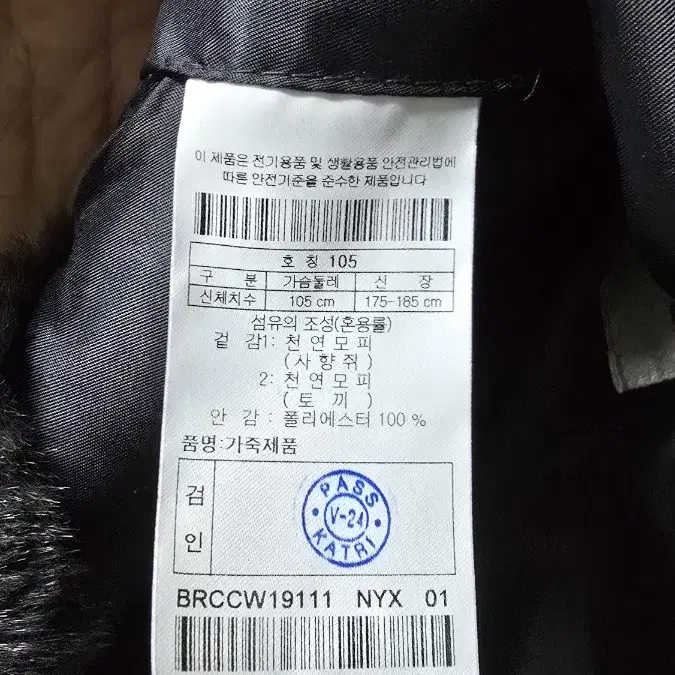 이 제품은 전기용품 및 생활용품 안전관리법에
따른 안전기준을 준수한 제품입니다
호 칭 105
구 분 가슴둘레 신 장
신체치수 105 cm 175-185 cm
섬유의 조성(혼용률)
겉 감1: 천 연 모 피
( 사 향 쥐 )
2: 천 연 모 피
( 토 끼 )
안 감 : 폴리에스터 100 %
품명:가죽제품
검
인
PASS
V-24
KATRI
BRCCW19111 NYX 01